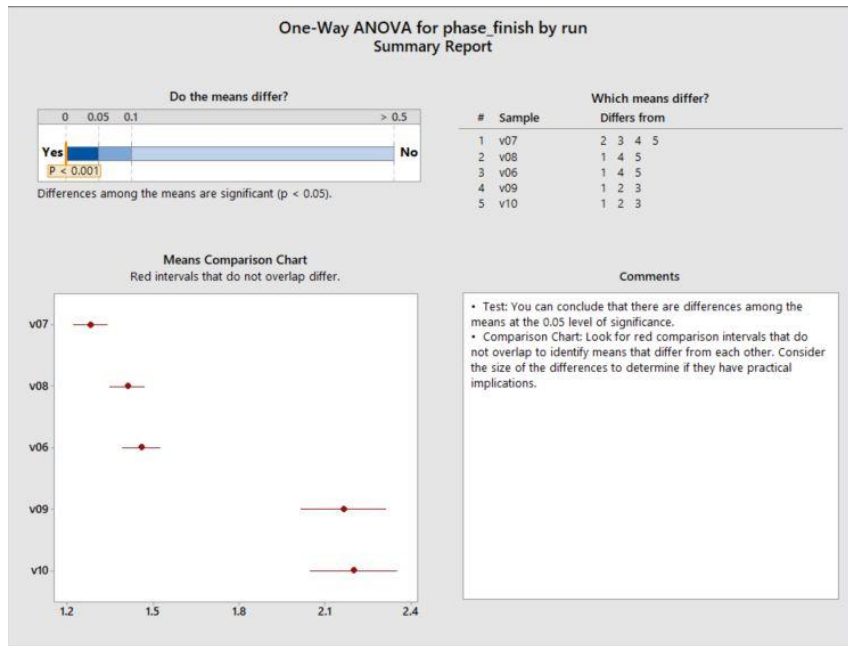 One-Way ANOVA for phase_finish by run
Summary Report
Do the means differ?
0 0.05 0.1 > 0.5
Yes No
P < 0.001
Differences among the means are significant (p < 0.05).
Which means differ?
# Sample Differs from
1 v07 2 3 4 5
2 v08 1 4 5
3 v06 1 4 5
4 v09 1 2 3
5 v10 1 2 3
Means Comparison Chart
Red intervals that do not overlap differ.
v07
v08
v06
v09
v10
1.2 1.5 1.8 2.1 2.4
Comments
• Test: You can conclude that there are differences among the
means at the 0.05 level of significance.
• Comparison Chart: Look for red comparison intervals that do
not overlap to identify means that differ from each other. Consider
the size of the differences to determine if they have practical
implications.